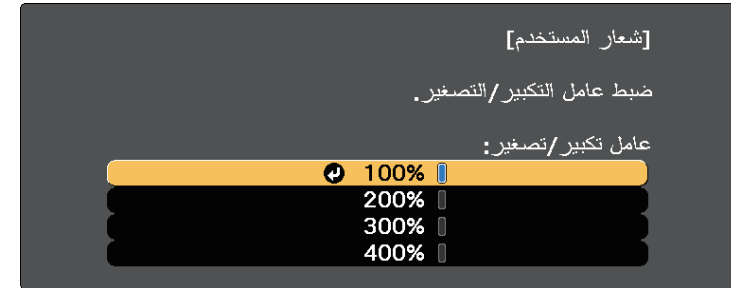 [شعار المستخدم]
ضبط عامل التكبير/التصغير.
عامل تكبير/تصغير:
100%
200%
300%
400%